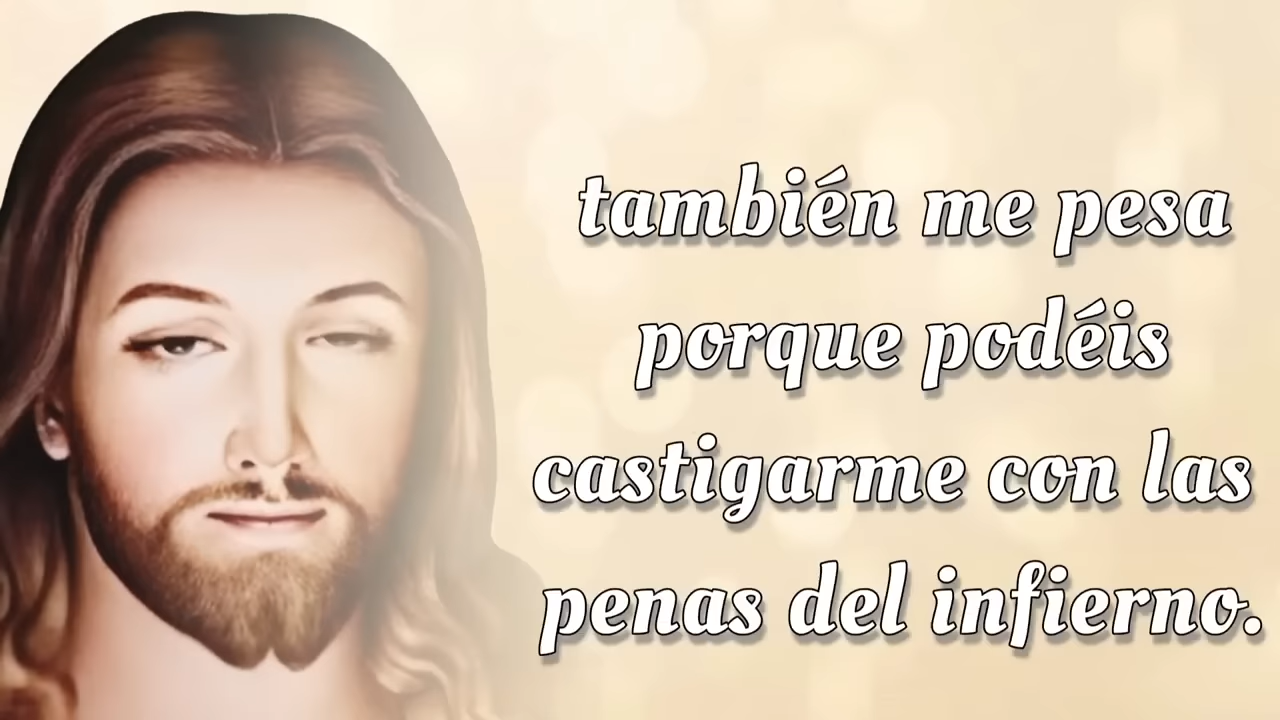 también me pesa
porque podéis
castigarme con las
penas del infierno.